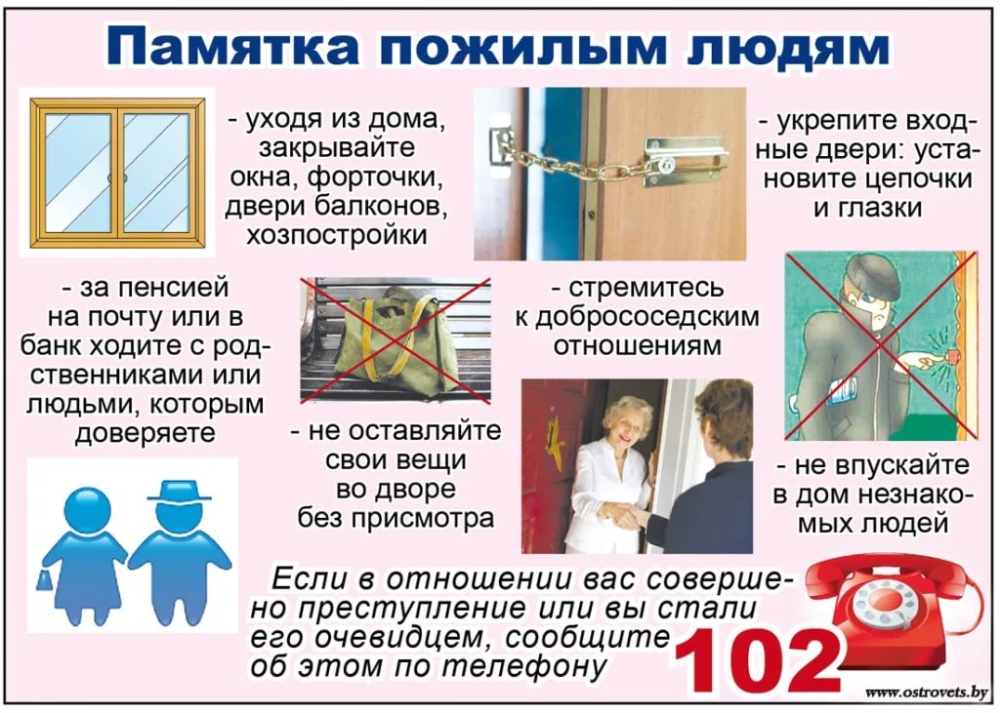 Памятка пожилым людям
- уходя из дома,
закрывайте
окна, форточки,
двери балконов,
хозпостройки
- укрепите вход-
ные двери: уста-
новите цепочки
и глазки
- за пенсией
на почту или в
банк ходите с род-
ственниками или
людьми, которым
доверяете
- не оставляйте
свои вещи
во дворе
без присмотра
- стремитесь
к добрососедским
отношениям
- не впускайте
в дом незнако-
мых людей
Если в отношении вас соверше-
но преступление или вы стали
его очевидцем, сообщите
об этом по телефону
102
www.ostrovets.by